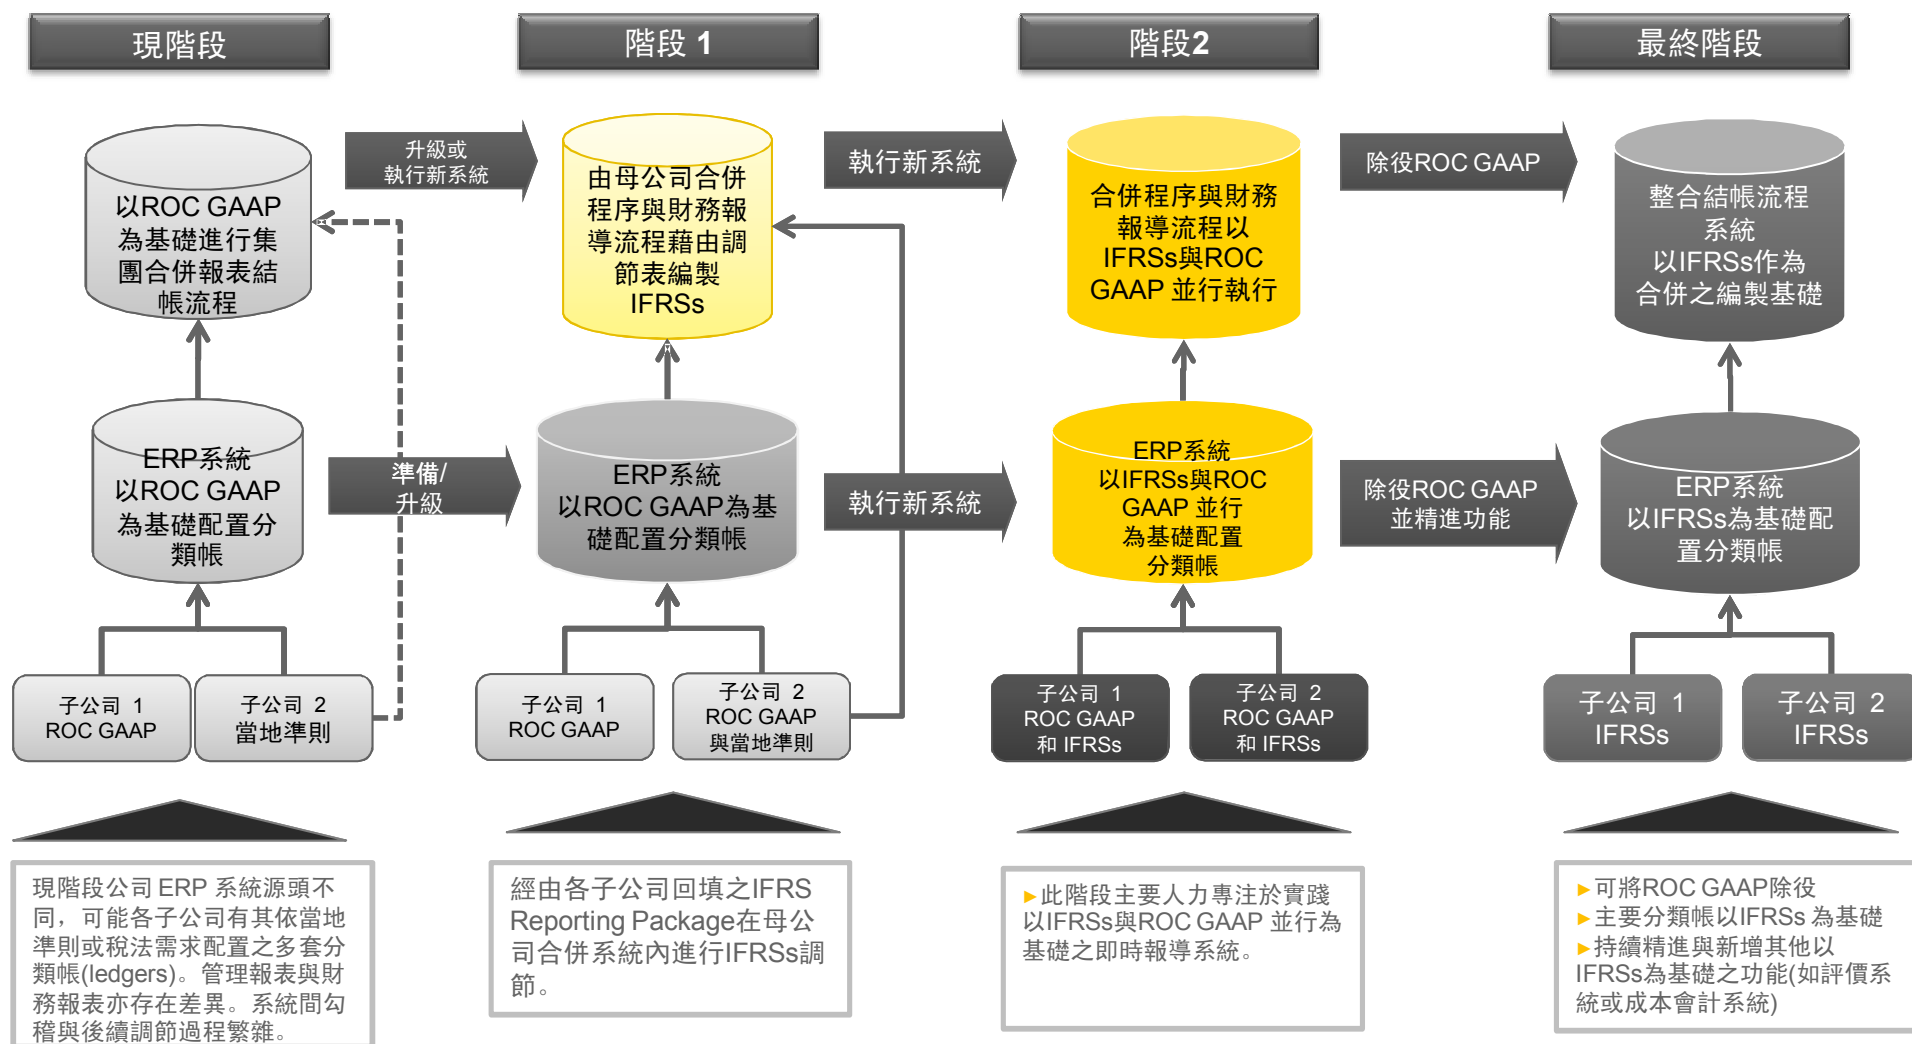 現階段
階段 1
階段2
最終階段
以ROC GAAP
為基礎進行集
團合併報表結
帳流程
升級或
執行新系統
由母公司合併
程序與財務報
導流程藉由調
節表編製
IFRSs
執行新系統
合併程序與財務
報導流程以
IFRSs與ROC
GAAP 並行執行
除役ROC GAAP
整合結帳流程
系統
以IFRSs作為
合併之編製基礎
ERP系統
以ROC GAAP
為基礎配置分
類帳
準備/
升級
ERP系統
以ROC GAAP為基
礎配置分類帳
執行新系統
ERP系統
以IFRSs與ROC
GAAP 並行
為基礎配置
分類帳
除役ROC GAAP
並精進功能
ERP系統
以IFRSs為基礎配
置分類帳
子公司 1
ROC GAAP
子公司 2
當地準則
子公司 1
ROC GAAP
子公司 2
ROC GAAP
與當地準則
子公司 1
ROC GAAP
和 IFRSs
子公司 2
ROC GAAP
和 IFRSs
子公司 1
IFRSs
子公司 2
IFRSs
現階段公司 ERP 系統源頭不
同，可能各子公司有其依當地
準則或稅法需求配置之多套分
類帳(ledgers)。管理報表與財
務報表亦存在差異。系統間勾
稽與後續調節過程繁雜。
經由各子公司回填之IFRS
Reporting Package在母公
司合併系統內進行IFRSs調
節。
►此階段主要人力專注於實踐
以IFRSs與ROC GAAP 並行為
基礎之即時報導系統。
►可將ROC GAAP除役
►主要分類帳以IFRSs 為基礎
►持續精進與新增其他以
IFRSs為基礎之功能(如評價系
統或成本會計系統)